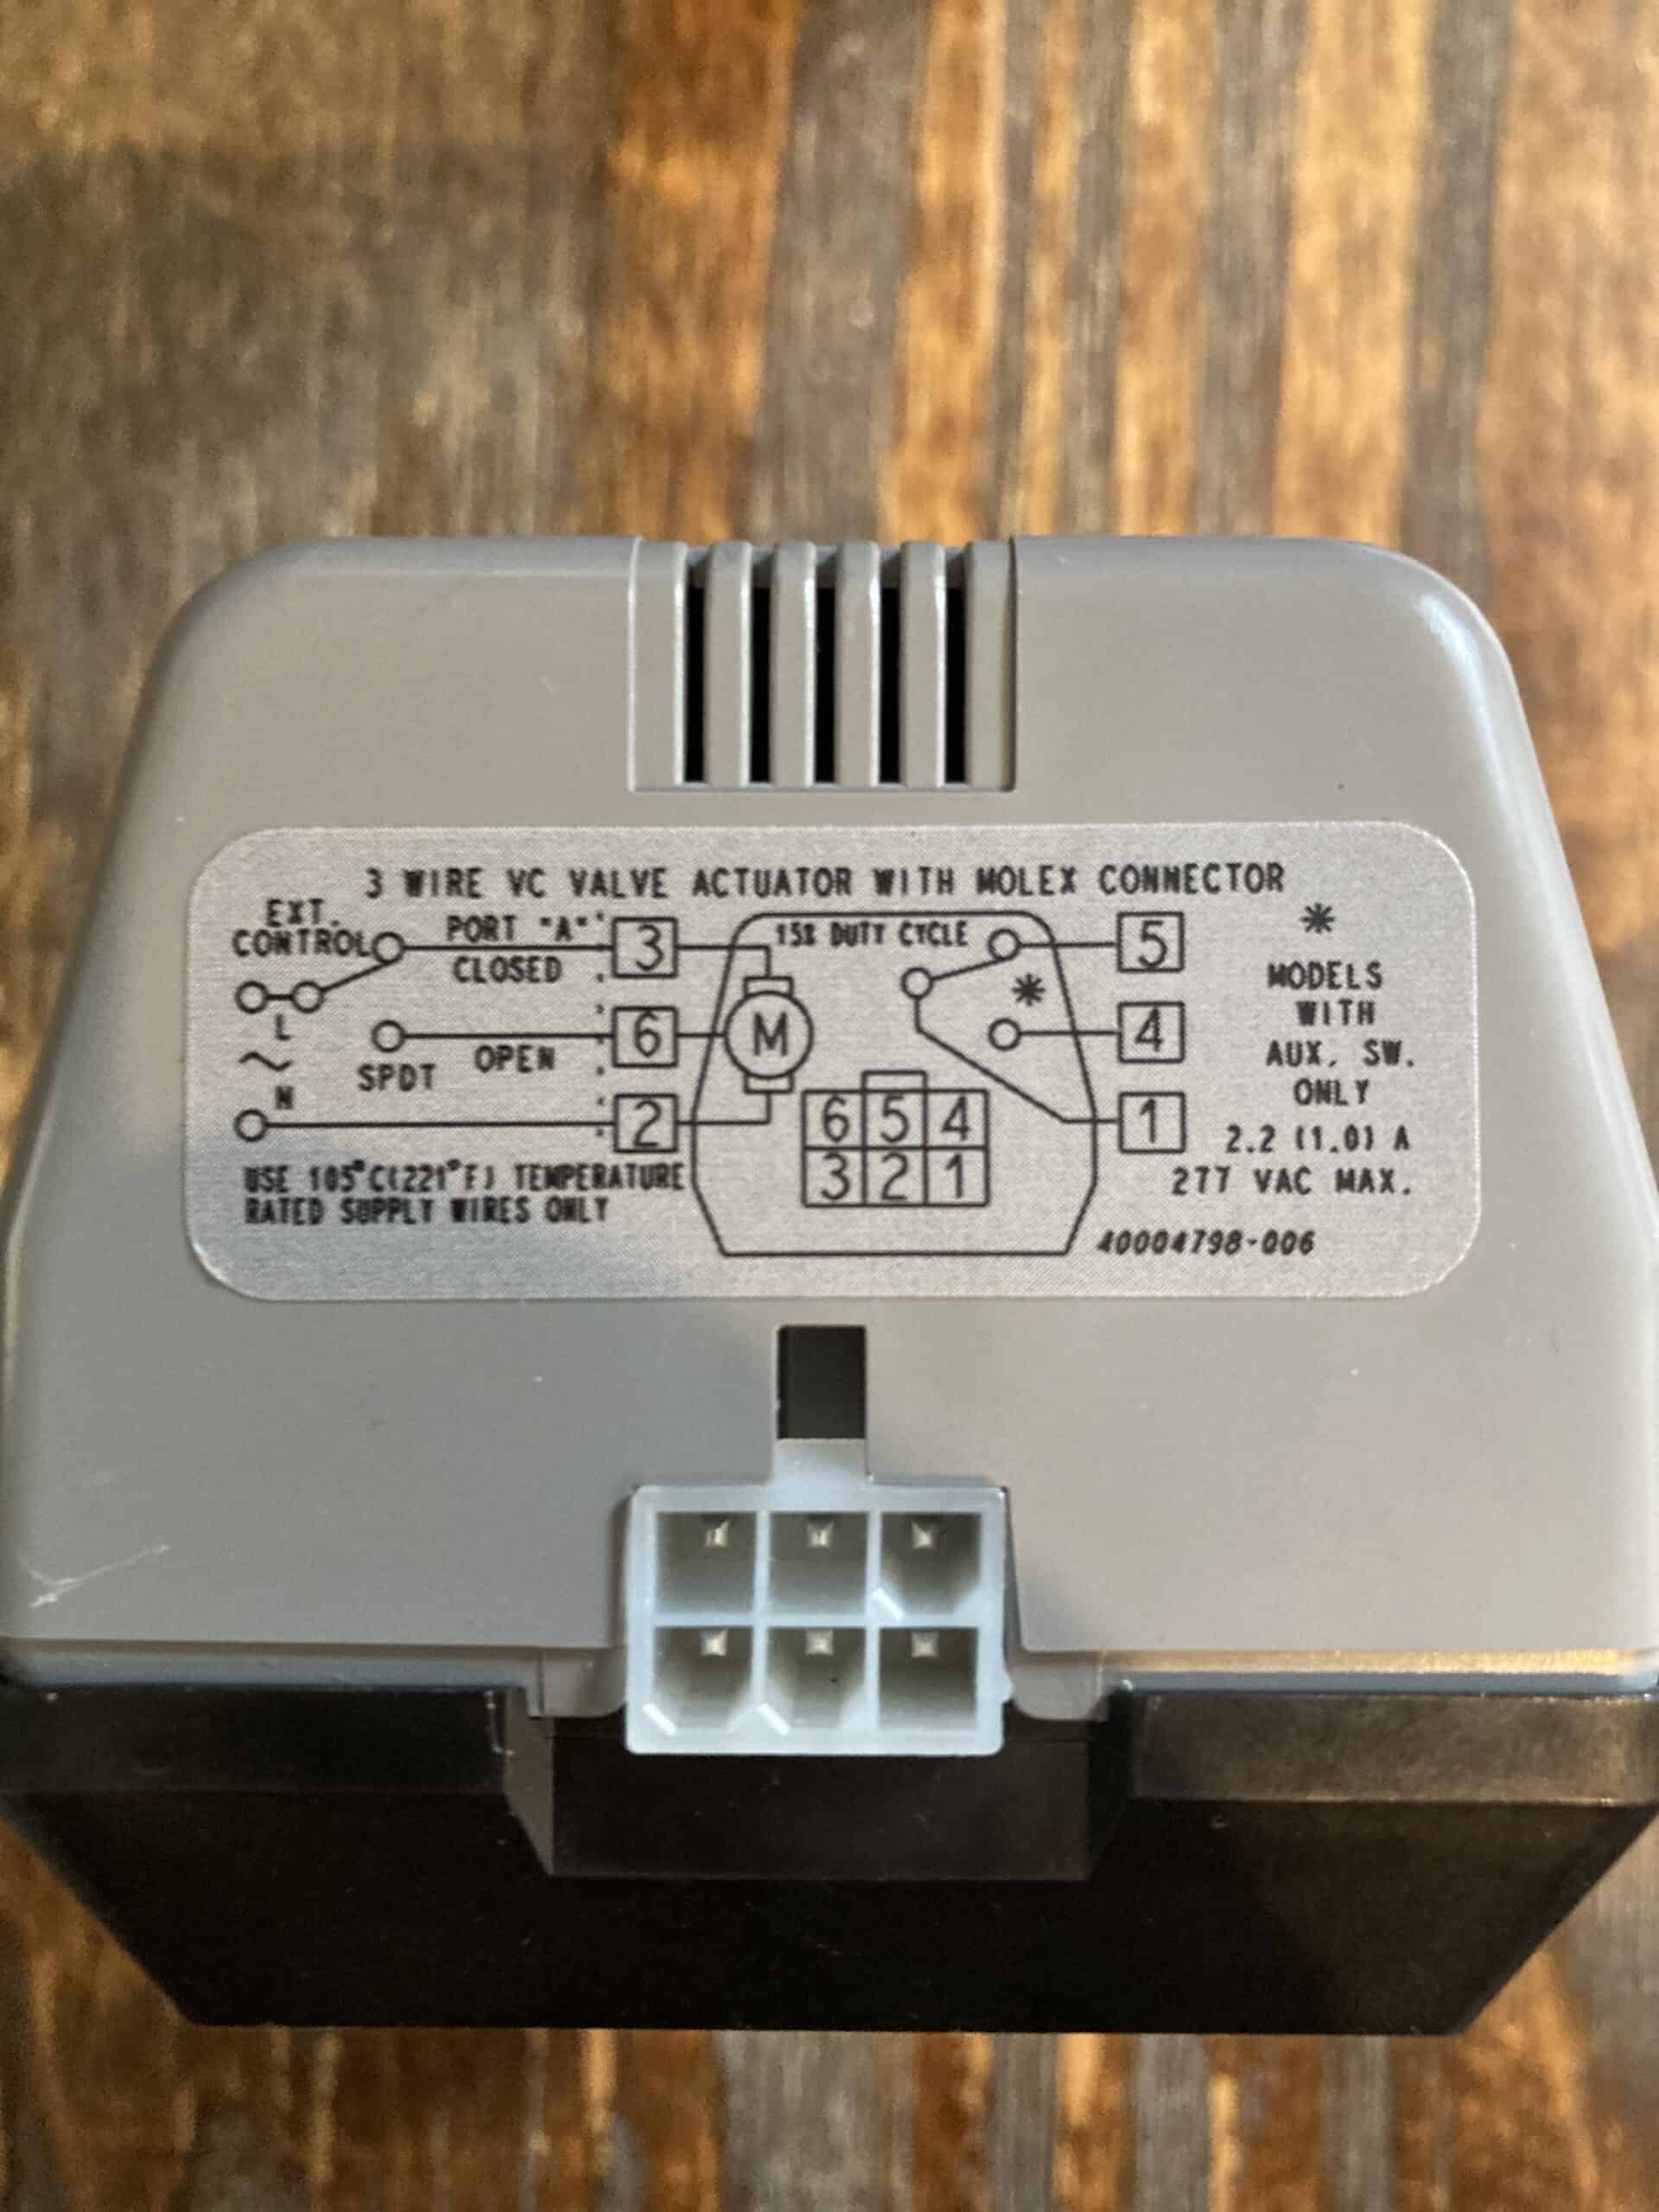 3 WIRE VC VALVE ACTUATOR WITH MOLEX CONNECTOR
EXT.
CONTROL
PORT "A"
CLOSED
3
15% DUTY CYCLE
5
*
MODELS
WITH
AUX. SW.
ONLY
L
~
N
SPDT
OPEN
6
M
*
4
2
6 5 4
3 2 1
1
2.2 (1.0) A
277 VAC MAX.
USE 105°C(221°F) TEMPERATURE
RATED SUPPLY WIRES ONLY
40004798-006